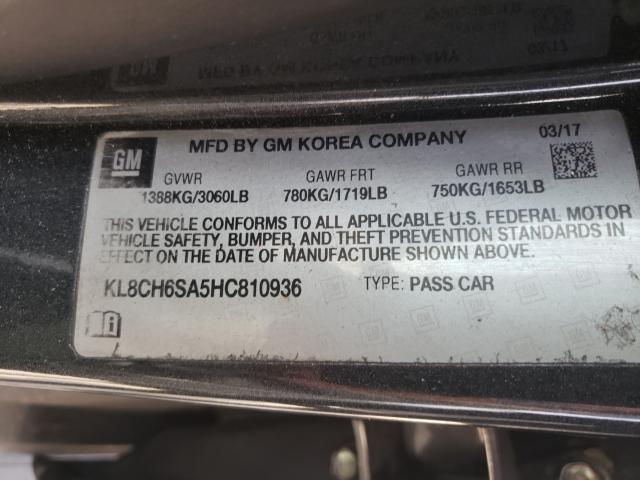 GM
MFD BY GM KOREA COMPANY
03/17
GVWR GAWR FRT GAWR RR
1388KG/3060LB 780KG/1719LB 750KG/1653LB
THIS VEHICLE CONFORMS TO ALL APPLICABLE U.S. FEDERAL MOTOR
VEHICLE SAFETY, BUMPER, AND THEFT PREVENTION STANDARDS IN
EFFECT ON THE DATE OF MANUFACTURE SHOWN ABOVE.
KL8CH6SA5HC810936 TYPE: PASS CAR